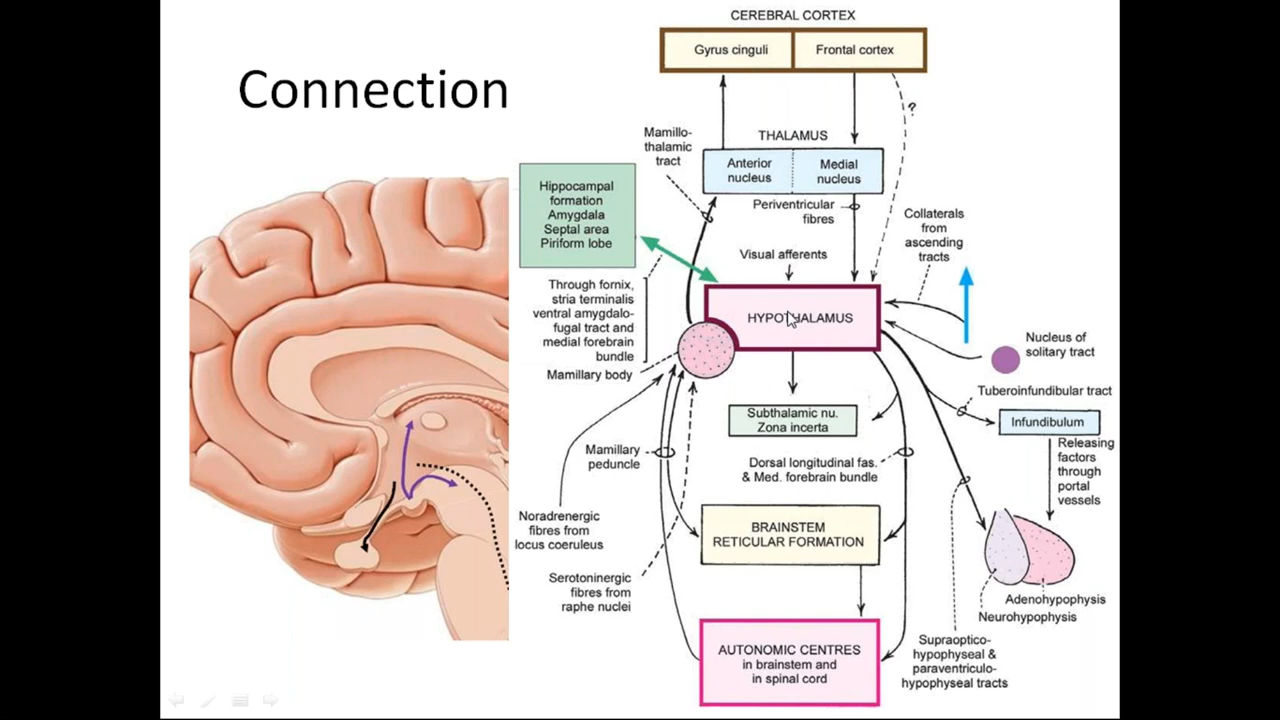 Connection
CEREBRAL CORTEX
Gyrus cinguli
Frontal cortex
?
Mamillo-
thalamic
tract
THALAMUS
Anterior
nucleus
Medial
nucleus
Hippocampal
formation
Amygdala
Septal area
Piriform lobe
Periventricular
fibres
Collaterals
from
ascending
tracts
Visual afferents
Through fornix,
stria terminalis
ventral amygdalo-
fugal tract and
medial forebrain
bundle
HYPOTHALAMUS
Nucleus of
solitary tract
Mamillary body
Tuberoinfundibular tract
Subthalamic nu.
Zona incerta
Infundibulum
Releasing
factors
through
portal
vessels
Mamillary
peduncle
Dorsal longitudinal fas.
& Med. forebrain bundle
Noradrenergic
fibres from
locus coeruleus
BRAINSTEM
RETICULAR FORMATION
Serotoninergic
fibres from
raphe nuclei
Adenohypophysis
Neurohypophysis
AUTONOMIC CENTRES
in brainstem and
in spinal cord
Supraoptico-
hypophyseal &
paraventriculo-
hypophyseal tracts